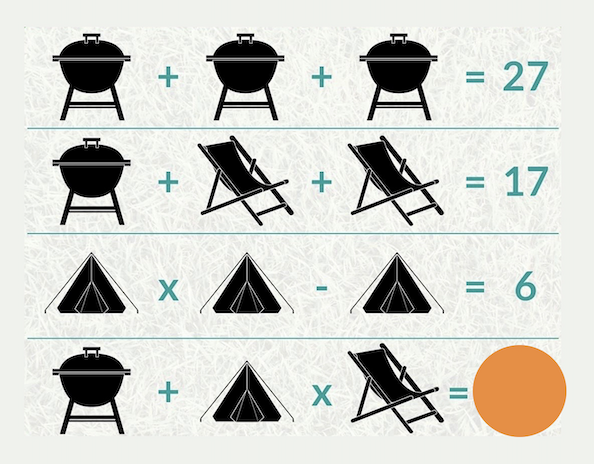 + + = 27
+ + = 17
x - = 6
+ x =